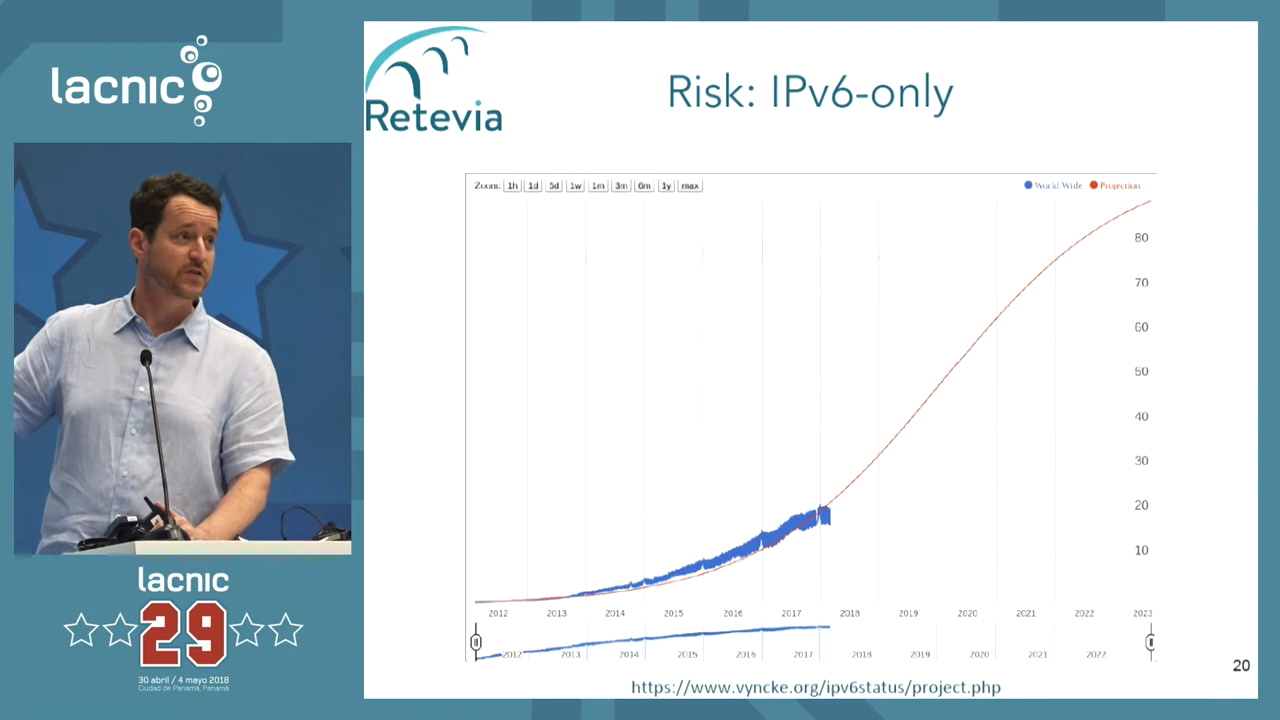 lacnic
Retevia
Risk: IPv6-only
Zoom: 1h 1d 5d 1w 1m 3m 6m 1y max
World Wide Projection
80
70
60
50
40
30
20
10
2012 2013 2014 2015 2016 2017 2018 2019 2020 2021 2022 2023
2012 2013 2014 2015 2016 2017 2018 2019 2020 2021 2022
20
https://www.vyncke.org/ipv6status/project.php
lacnic
29
30 abril / 4 mayo 2018
Ciudad de Panamá, Panamá